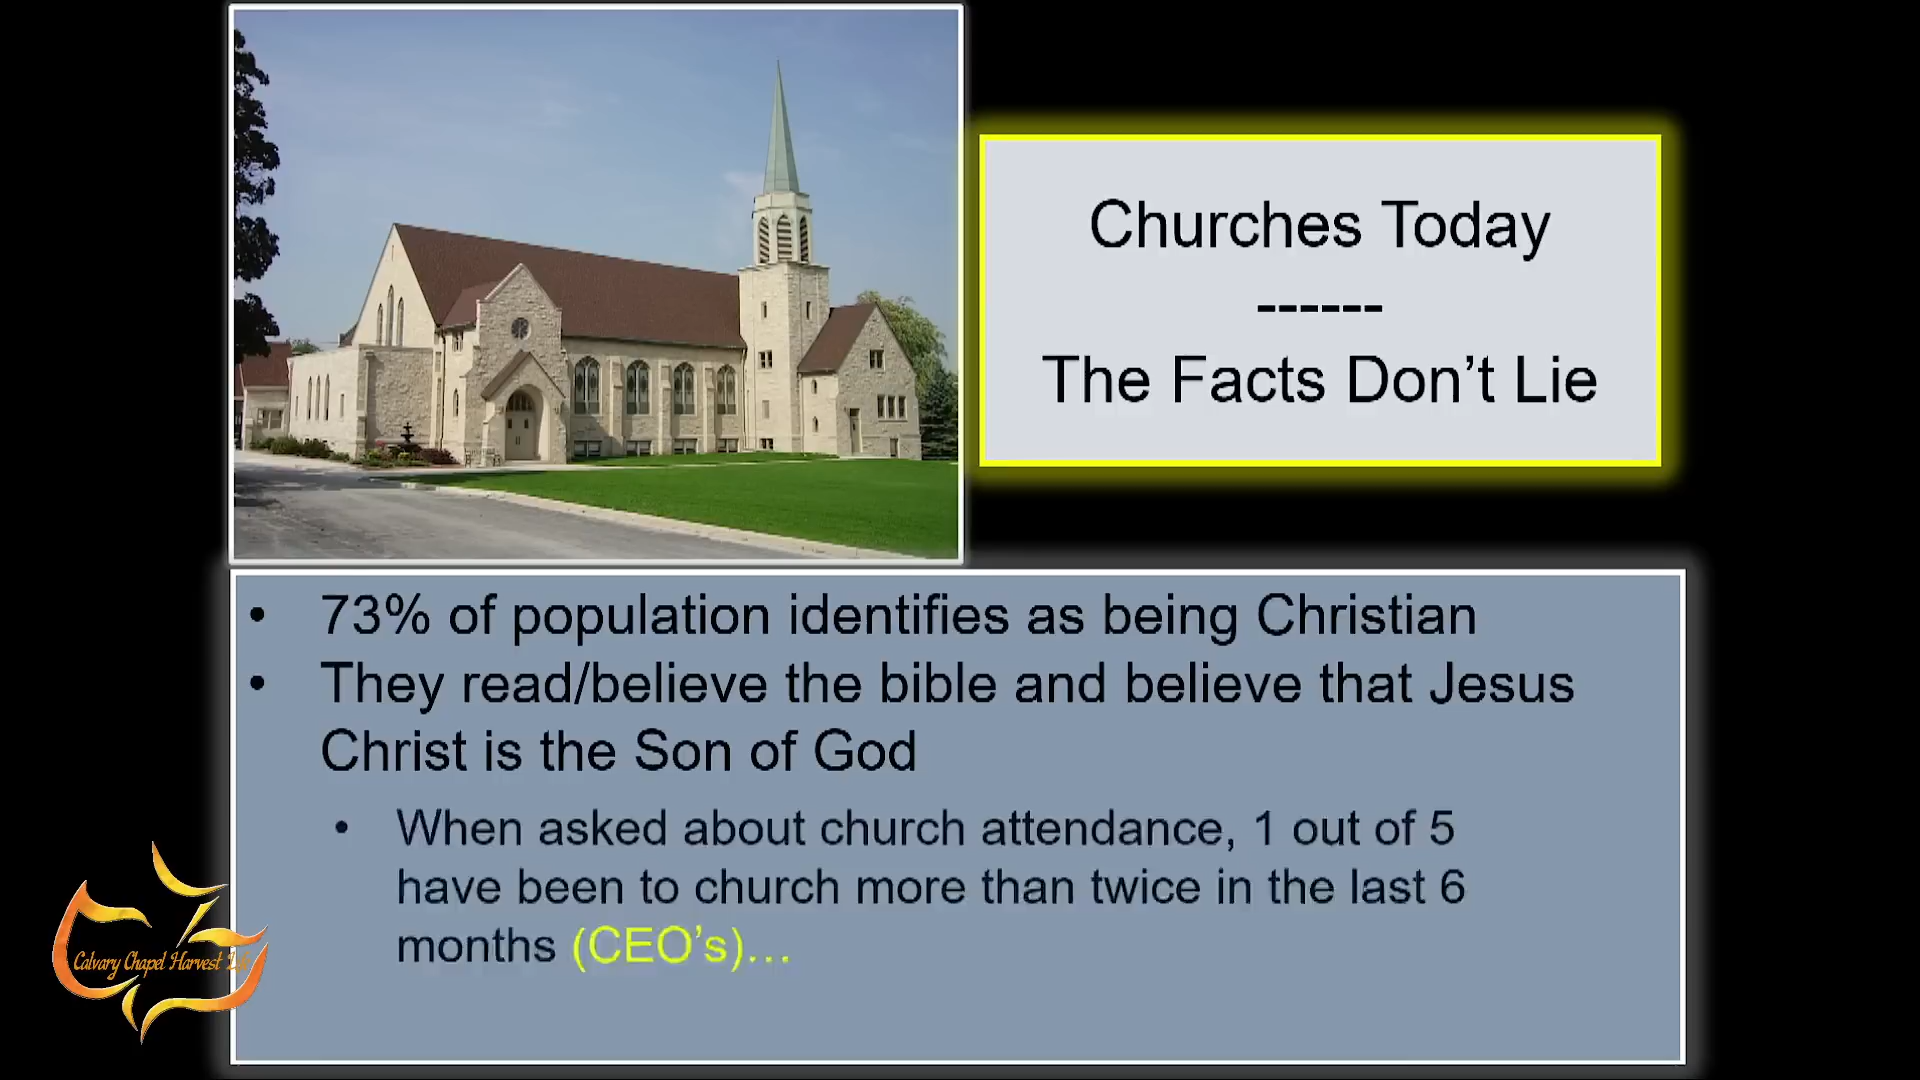 Churches Today
------
The Facts Don’t Lie
• 73% of population identifies as being Christian
• They read/believe the bible and believe that Jesus
Christ is the Son of God
• When asked about church attendance, 1 out of 5
have been to church more than twice in the last 6
months (CEO’s)...
Calvary Chapel Harvest